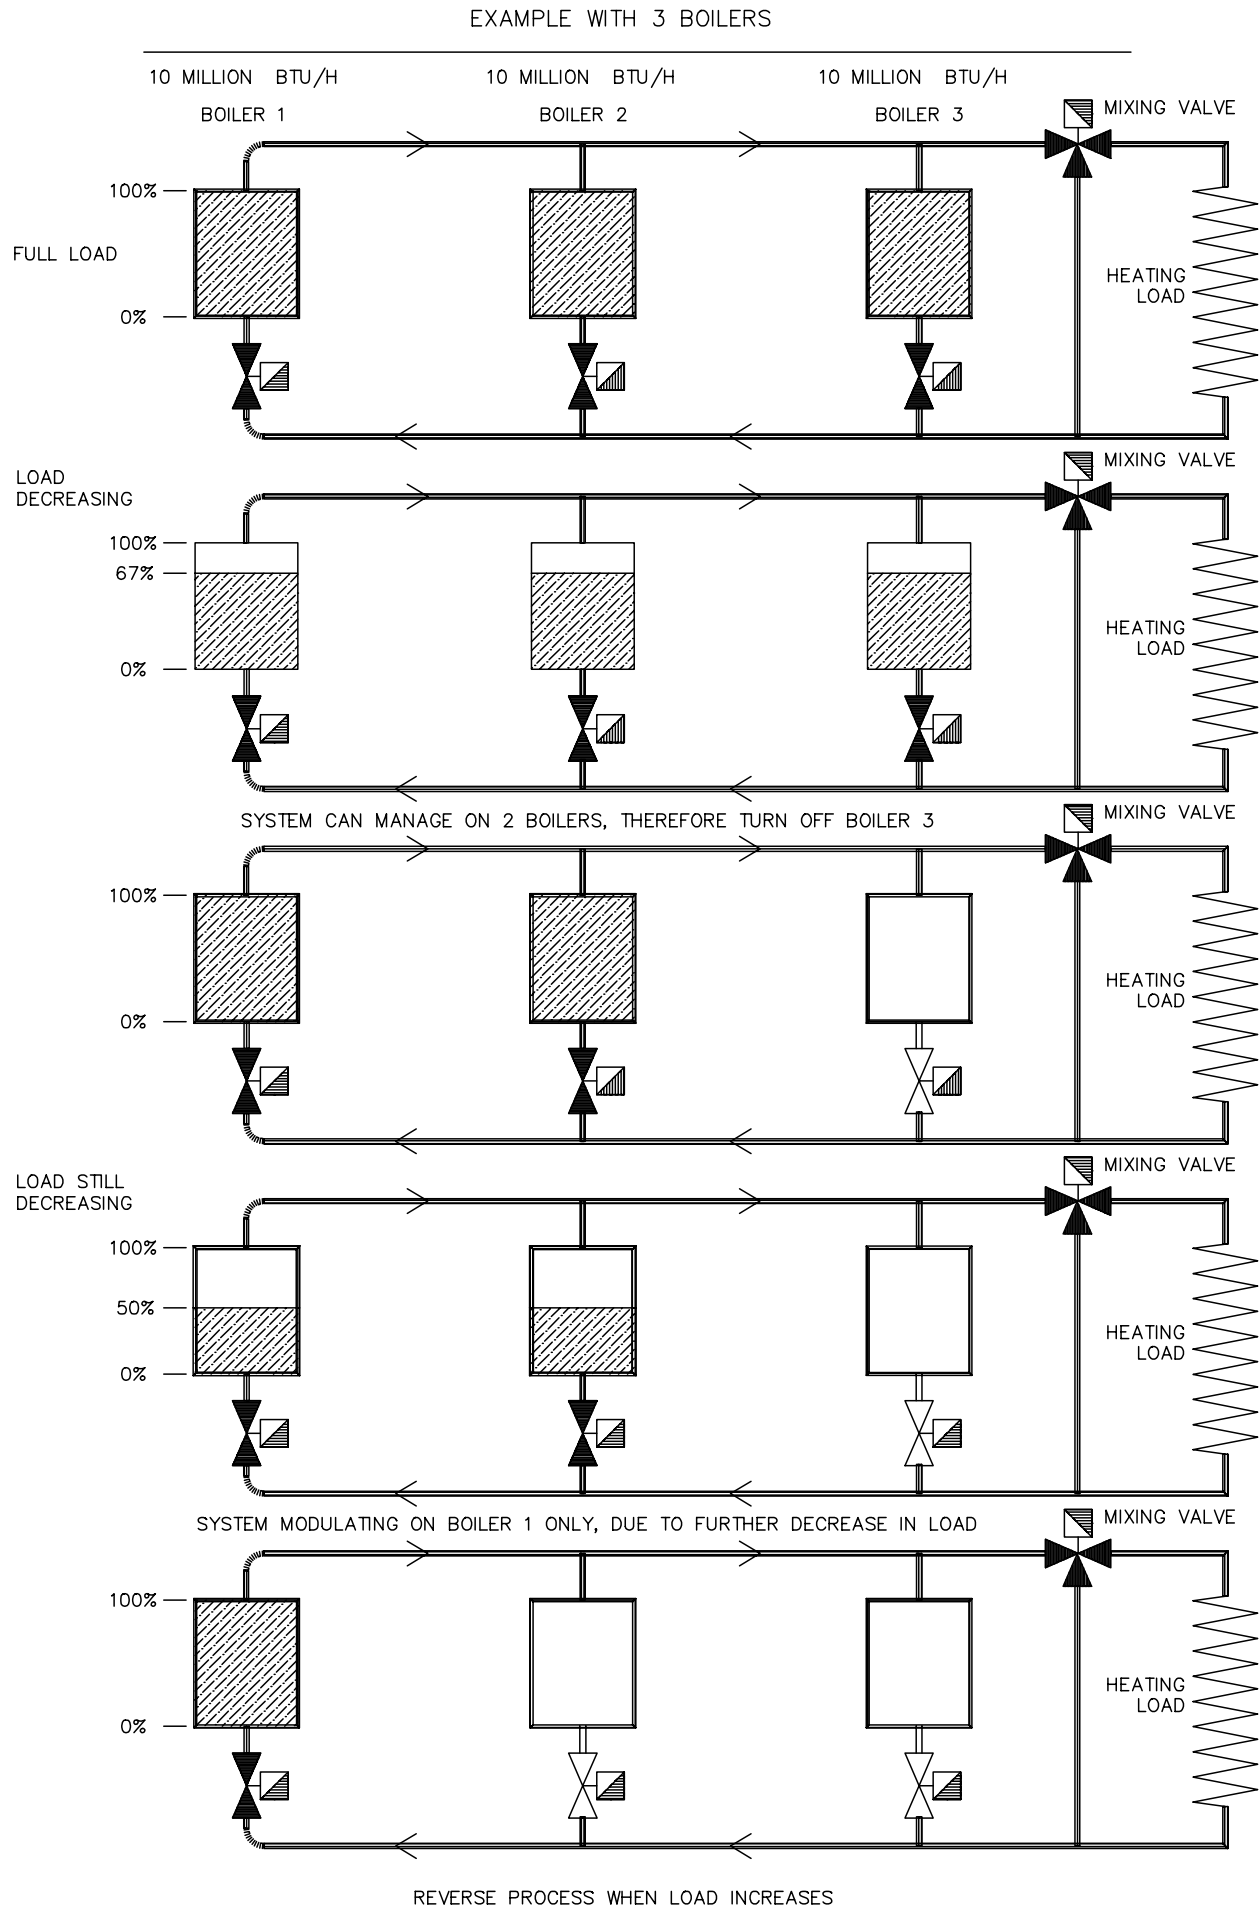 EXAMPLE WITH 3 BOILERS
10 MILLION BTU/H 10 MILLION BTU/H 10 MILLION BTU/H
BOILER 1 BOILER 2 BOILER 3
MIXING VALVE
100%
FULL LOAD
HEATING
LOAD
0%
MIXING VALVE
LOAD
DECREASING
100%
67%
HEATING
LOAD
0%
MIXING VALVE
SYSTEM CAN MANAGE ON 2 BOILERS, THEREFORE TURN OFF BOILER 3
100%
HEATING
LOAD
0%
MIXING VALVE
LOAD STILL
DECREASING
100%
50%
HEATING
LOAD
0%
MIXING VALVE
SYSTEM MODULATING ON BOILER 1 ONLY, DUE TO FURTHER DECREASE IN LOAD
100%
HEATING
LOAD
0%
REVERSE PROCESS WHEN LOAD INCREASES